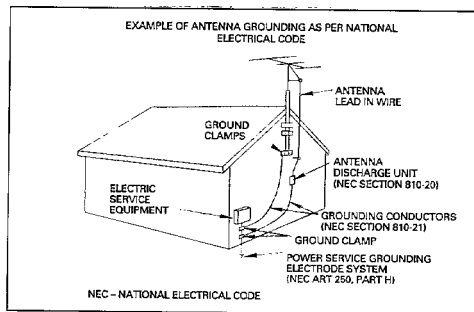 EXAMPLE OF ANTENNA GROUNDING AS PER NATIONAL
ELECTRICAL CODE
ANTENNA
LEAD IN WIRE
GROUND
CLAMPS
ANTENNA
DISCHARGE UNIT
(NEC SECTION 810-20)
ELECTRIC
SERVICE
EQUIPMENT
GROUNDING CONDUCTORS
(NEC SECTION 810-21)
GROUND CLAMP
POWER SERVICE GROUNDING
ELECTRODE SYSTEM
(NEC ART 250, PART H)
NEC – NATIONAL ELECTRICAL CODE